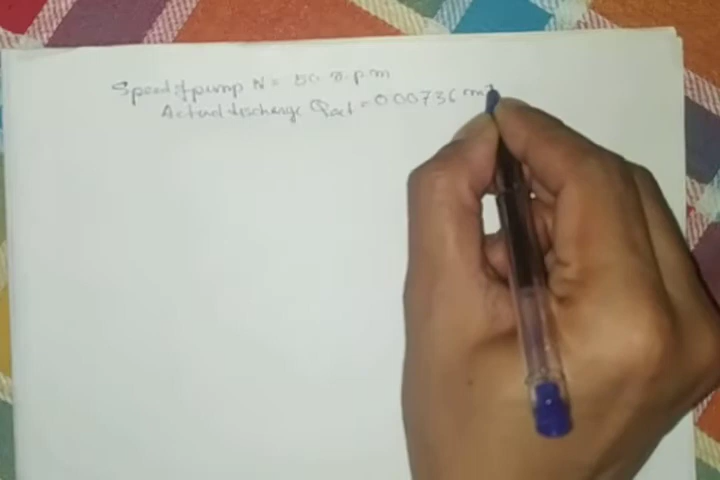 Speed of pump N = 50 r.p.m
Actual discharge Qact = 0.00736 m3